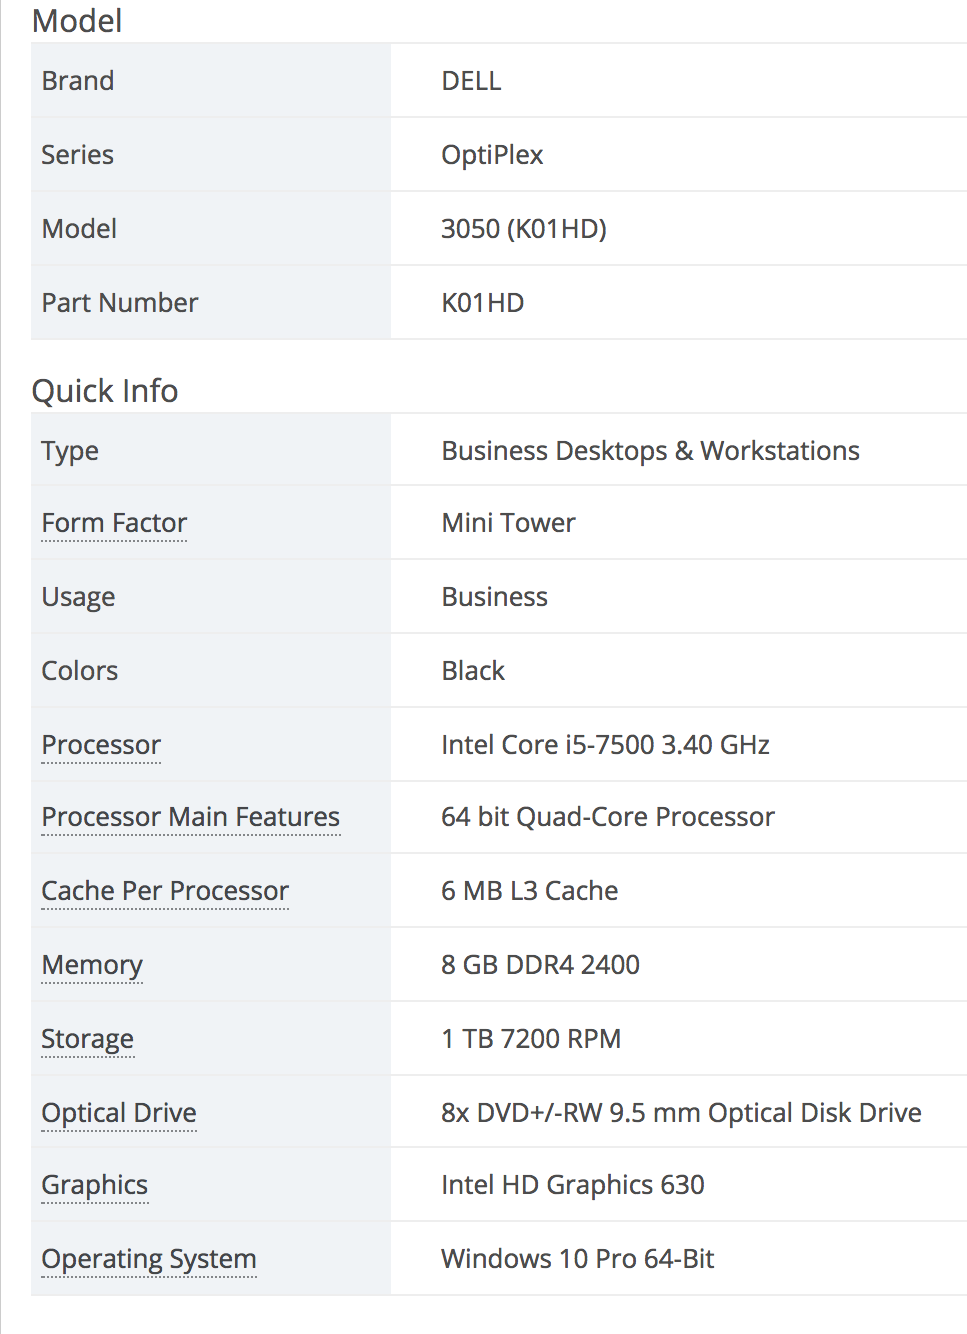 Model
Brand DELL
Series OptiPlex
Model 3050 (K01HD)
Part Number K01HD
Quick Info
Type Business Desktops & Workstations
Form Factor Mini Tower
Usage Business
Colors Black
Processor Intel Core i5-7500 3.40 GHz
Processor Main Features 64 bit Quad-Core Processor
Cache Per Processor 6 MB L3 Cache
Memory 8 GB DDR4 2400
Storage 1 TB 7200 RPM
Optical Drive 8x DVD+/-RW 9.5 mm Optical Disk Drive
Graphics Intel HD Graphics 630
Operating System Windows 10 Pro 64-Bit